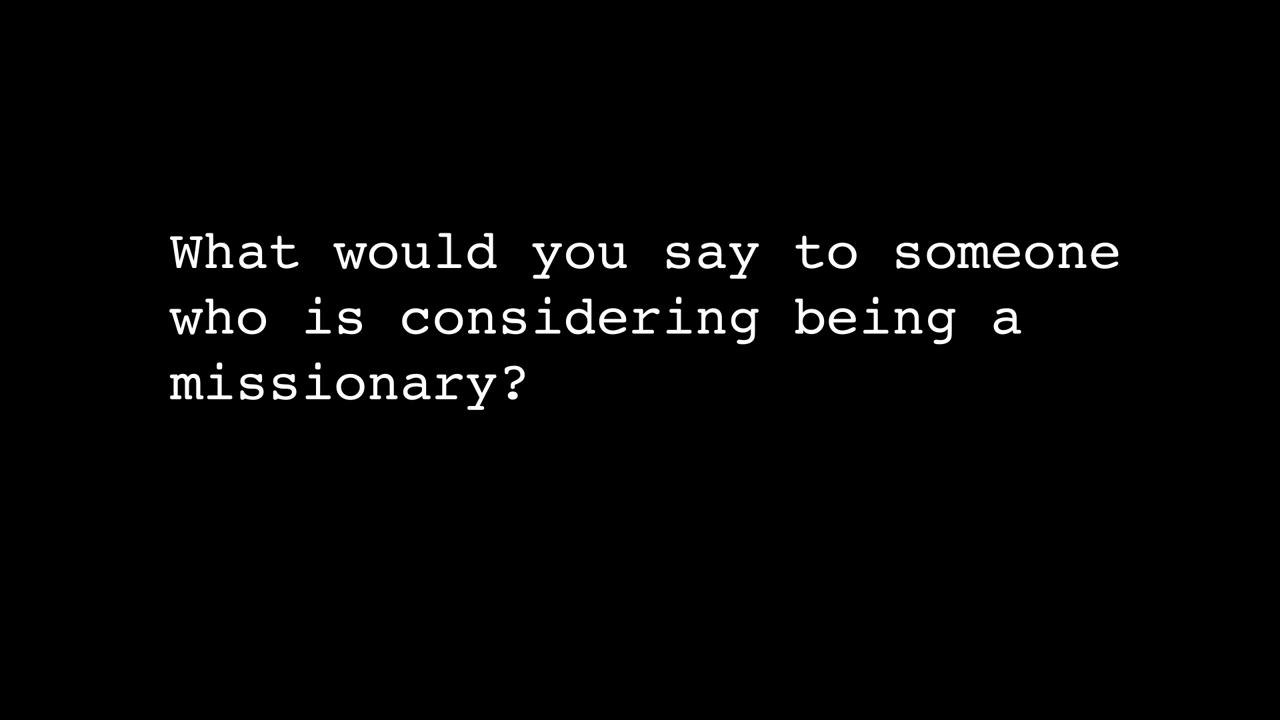 What would you say to someone
who is considering being a
missionary?